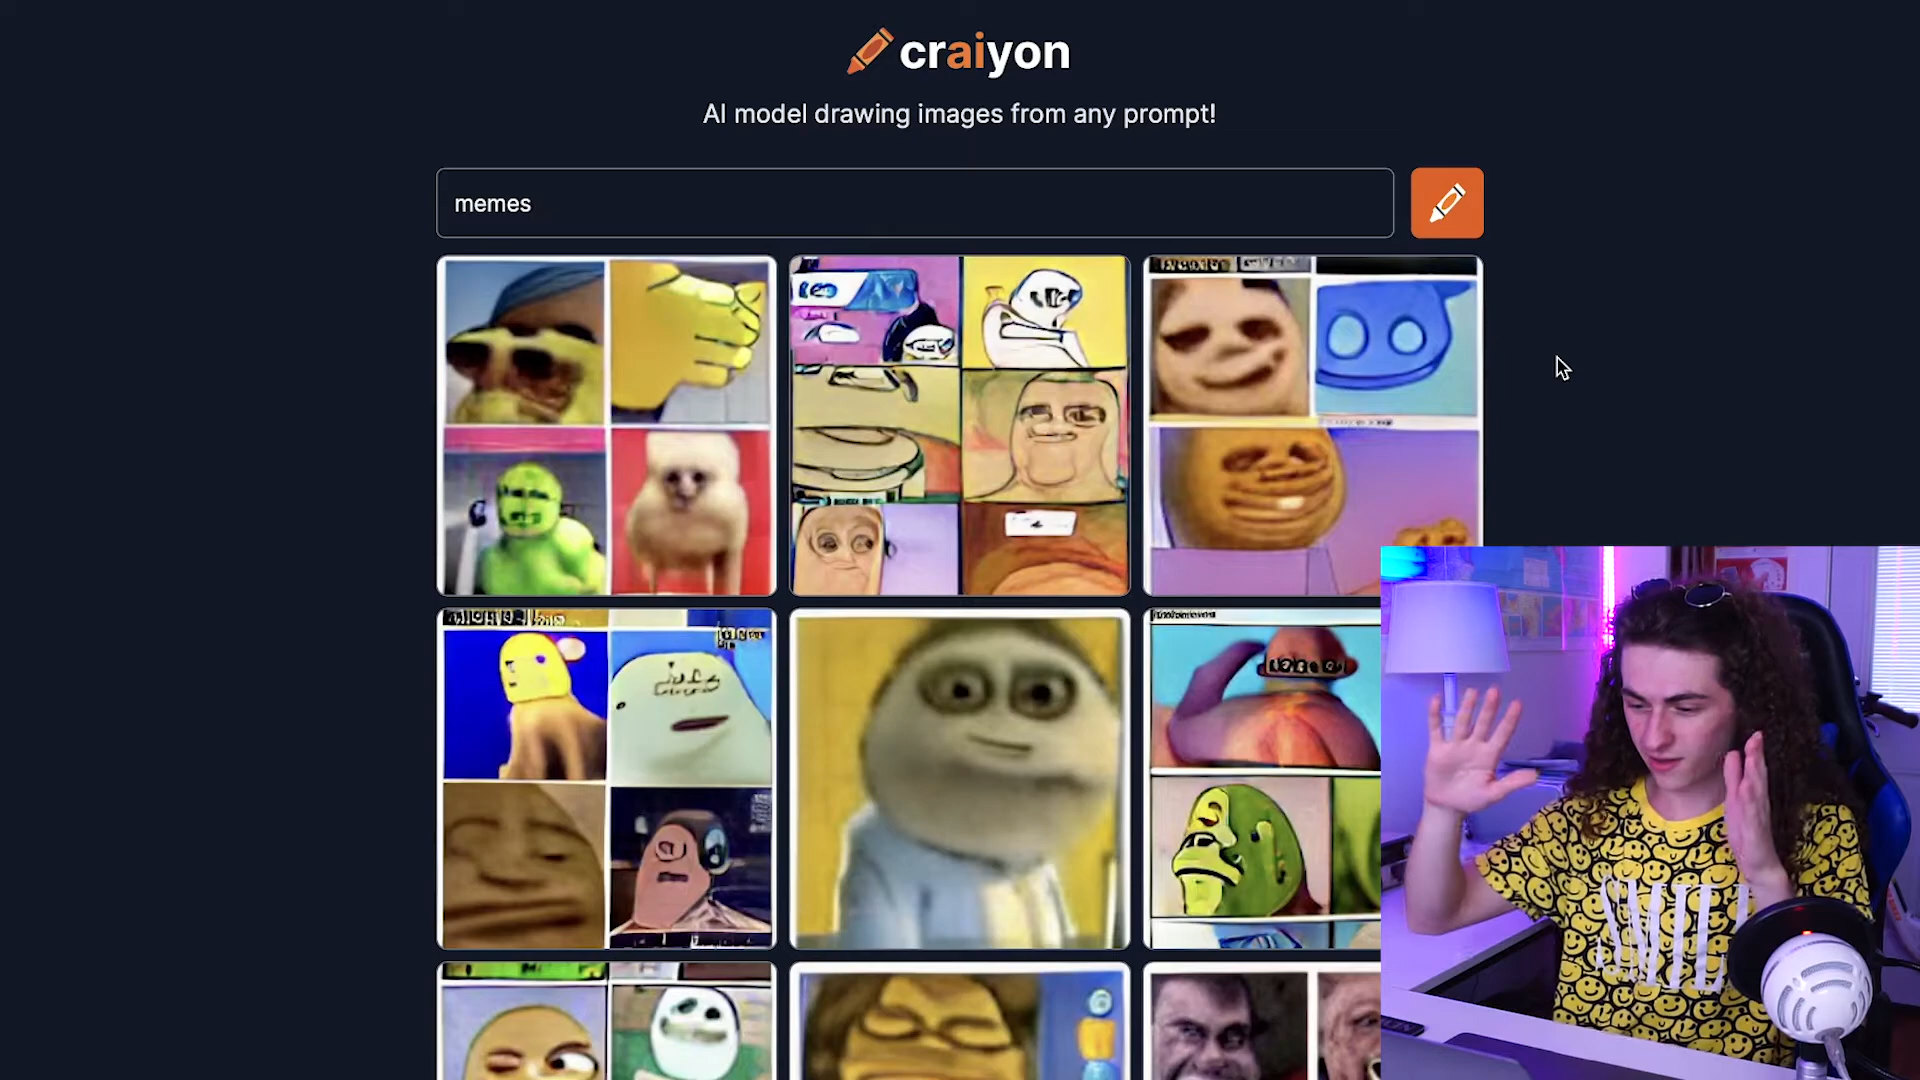 craiyon
AI model drawing images from any prompt!
memes